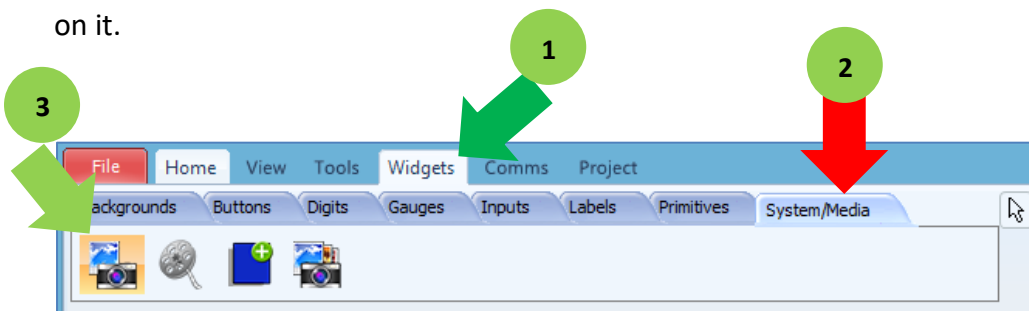 on it.
1
2
3
File Home View Tools Widgets Comms Project
ackgrounds Buttons Digits Gauges Inputs Labels Primitives System/Media